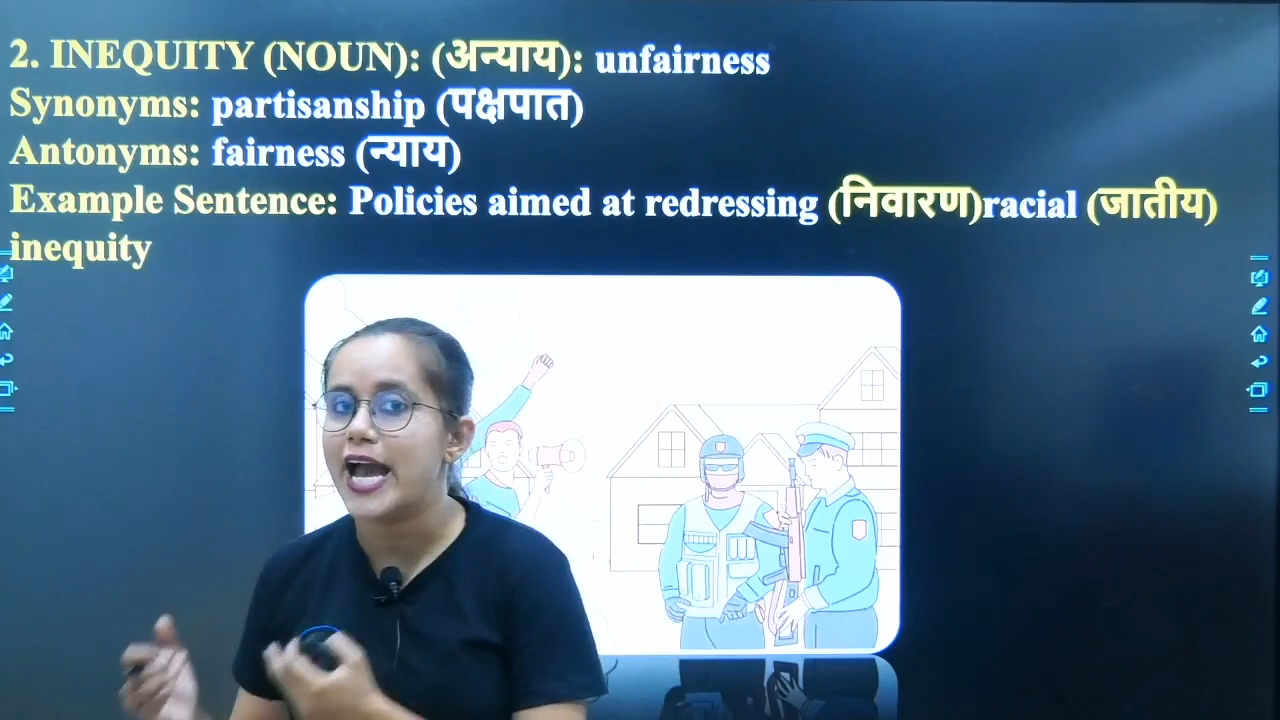 2. INEQUITY (NOUN): (अन्याय): unfairness
Synonyms: partisanship (पक्षपात)
Antonyms: fairness (न्याय)
Example Sentence: Policies aimed at redressing (निवारण)racial (जातीय)
inequity